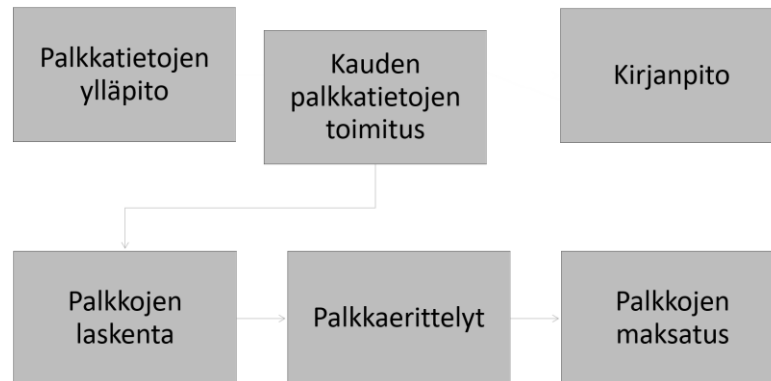 Palkkatietojen
ylläpito
Kauden
palkkatietojen
toimitus
Kirjanpito
Palkkojen
laskenta
Palkkaerittelyt
Palkkojen
maksatus